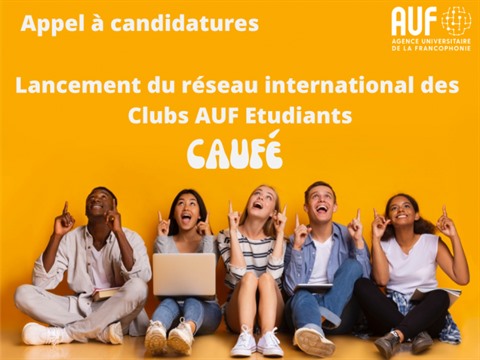 Appel à candidatures
AUF
AGENCE UNIVERSITAIRE
DE LA FRANCOPHONIE
Lancement du réseau international des
Clubs AUF Etudiants
CAUFÉ